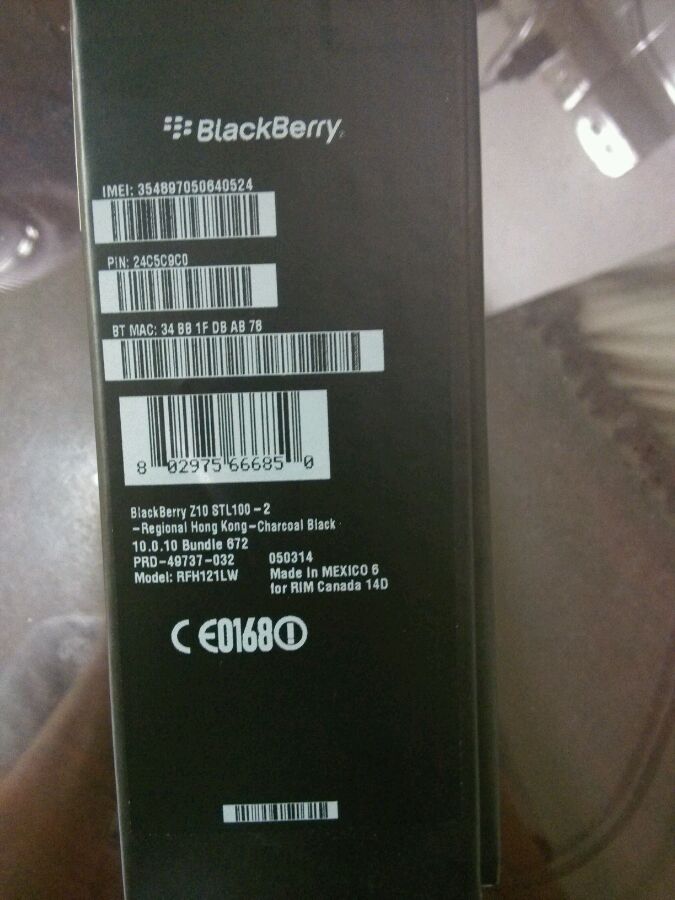 BlackBerry
IMEI: 354897050640524
PIN: 24C5C9C0
BT MAC: 34 BB 1F DB AB 76
8 02975 66685 0
BlackBerry Z10 STL100-2
-Regional Hong Kong-Charcoal Black
10.0.10 Bundle 672
PRD-49737-032 050314
Model: RFH121LW Made In MEXICO 6
for RIM Canada 14D
CE0168